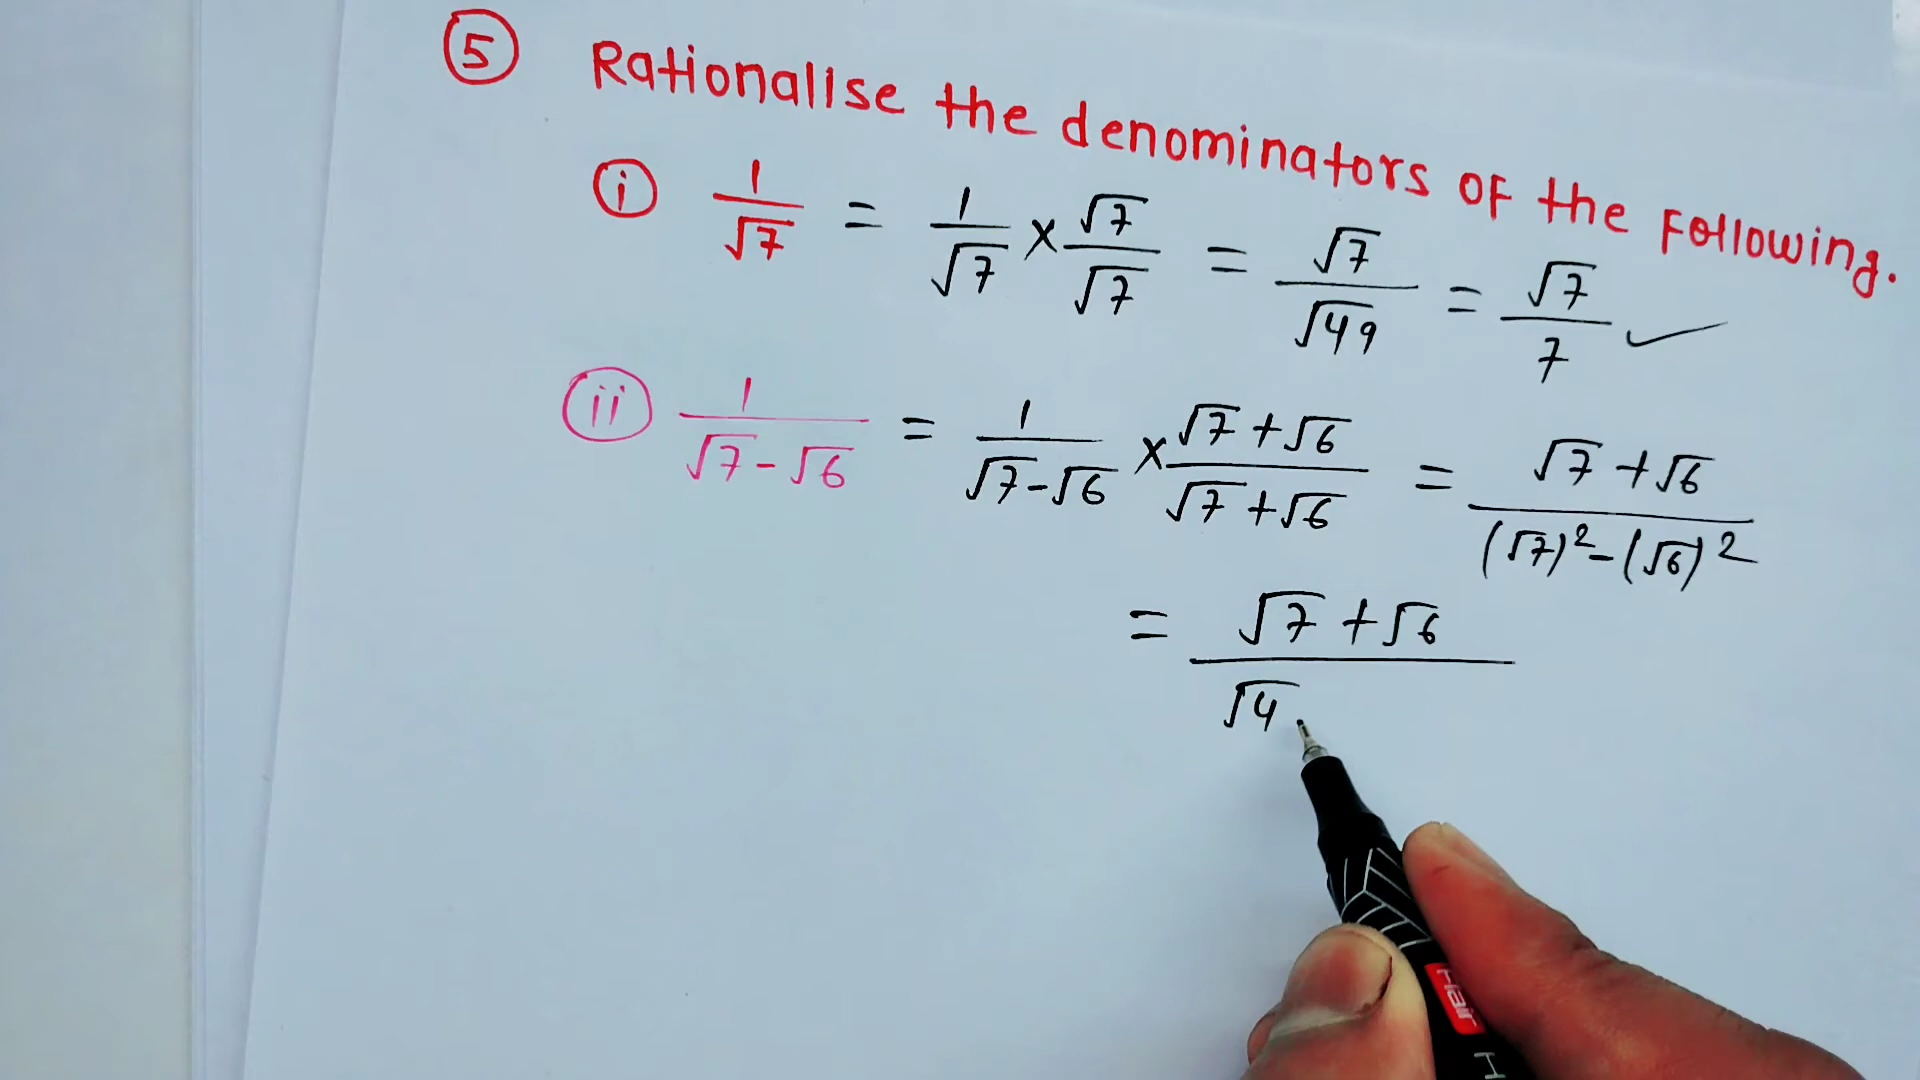 5 Rationalise the denominators of the following.
i 1/√7 = 1/√7 × √7/√7 = √7/√49 = √7/7 ✓
ii 1/(√7-√6) = 1/(√7-√6) × (√7+√6)/(√7+√6) = (√7+√6)/((√7)²-(√6)²)
= (√7+√6)/√4
Hair
H